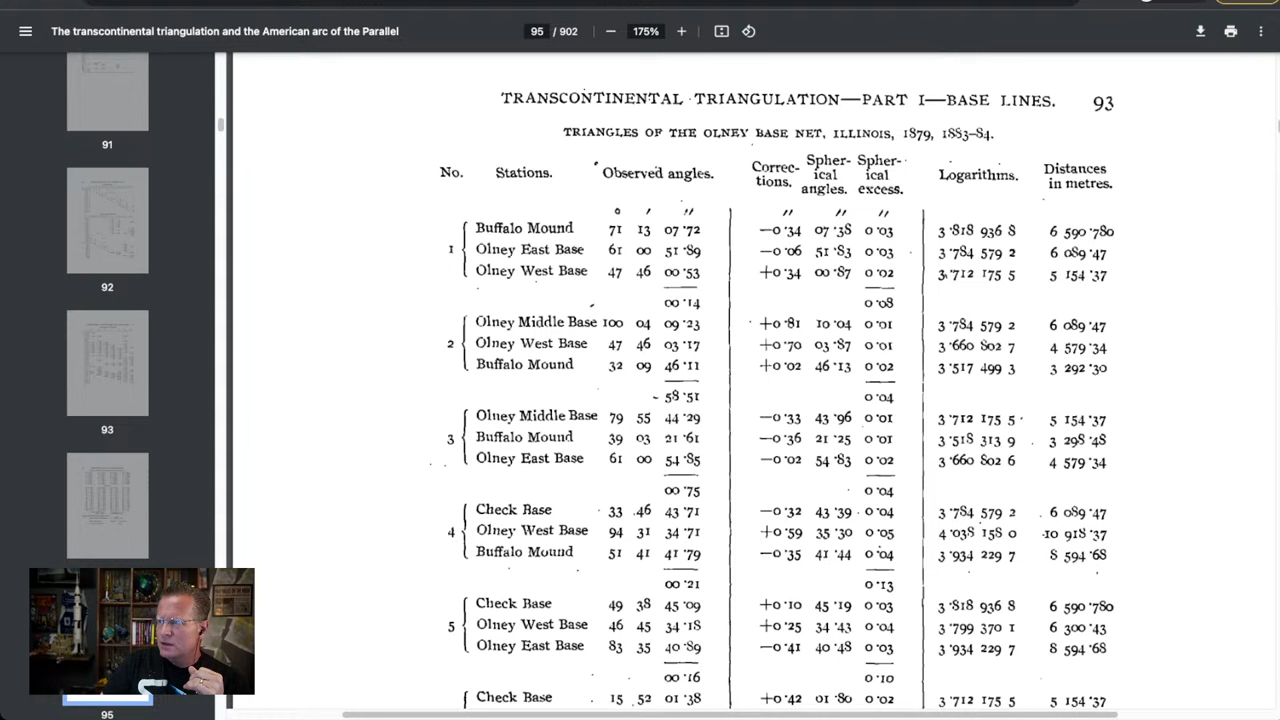 The transcontinental triangulation and the American arc of the Parallel 95 / 902 175%
91
92
93
95
TRANSCONTINENTAL TRIANGULATION—PART I—BASE LINES. 93
TRIANGLES OF THE OLNEY BASE NET, ILLINOIS, 1879, 1883–84.
No. Stations. Observed angles. Correc-tions. Spher-ical angles. Spher-ical excess. Logarithms. Distances in metres.
° ′ ″ ″ ″ ″
1 Buffalo Mound 71 13 07.72 —0.34 07.38 0.03 3.818 936 8 6 590.780
Olney East Base 61 00 51.89 —0.06 51.83 0.03 3.784 579 2 6 089.47
Olney West Base 47 46 00.53 +0.34 00.87 0.02 3.712 175 5 5 154.37
00.14 0.08
Olney Middle Base 100 04 09.23 +0.81 10.04 0.01 3.784 579 2 6 089.47
2 Olney West Base 47 46 03.17 +0.70 03.87 0.01 3.660 802 7 4 579.34
Buffalo Mound 32 09 46.11 +0.02 46.13 0.02 3.517 499 3 3 292.30
58.51 0.04
Olney Middle Base 79 55 44.29 —0.33 43.96 0.01 3.712 175 5 5 154.37
3 Buffalo Mound 39 03 21.61 —0.36 21.25 0.01 3.518 313 9 3 298.48
Olney East Base 61 00 54.85 —0.02 54.83 0.02 3.660 802 6 4 579.34
00.75 0.04
Check Base 33 46 43.71 —0.32 43.39 0.04 3.784 579 2 6 089.47
4 Olney West Base 94 31 34.71 +0.59 35.30 0.05 4.038 158 0 10 918.37
Buffalo Mound 51 41 41.79 —0.35 41.44 0.04 3.934 229 7 8 594.68
00.21 0.13
Check Base 49 38 45.09 +0.10 45.19 0.03 3.818 936 8 6 590.780
5 Olney West Base 46 45 34.18 +0.25 34.43 0.04 3.799 370 1 6 300.43
Olney East Base 83 35 40.89 —0.41 40.48 0.03 3.934 229 7 8 594.68
00.16 0.10
Check Base 15 52 01.38 +0.42 01.80 0.02 3.712 175 5 5 154.37